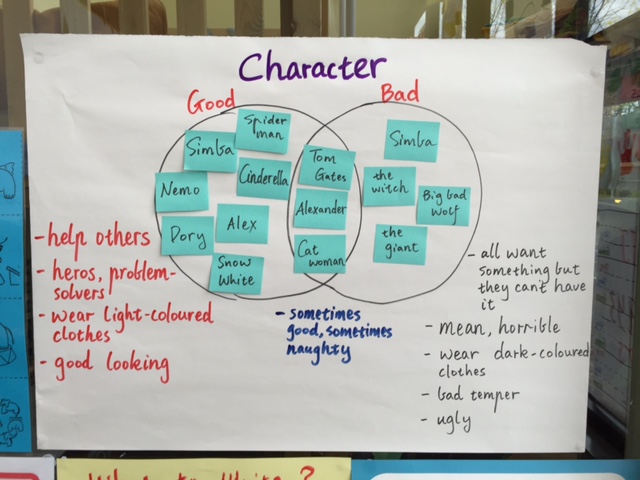 Character
Good
Bad
Spider
man
Simba
Cinderella
Nemo
Alex
Dory
Snow
White
Tom
Gates
Alexander
Cat
woman
Simba
the
witch
Big bad
Wolf
the
giant
- help others
- heros, problem-
solvers
- wear light-coloured
clothes
- good looking
- sometimes
good, sometimes
naughty
- all want
something but
they can't have
it
- mean, horrible
- wear dark-coloured
clothes
- bad temper
- ugly